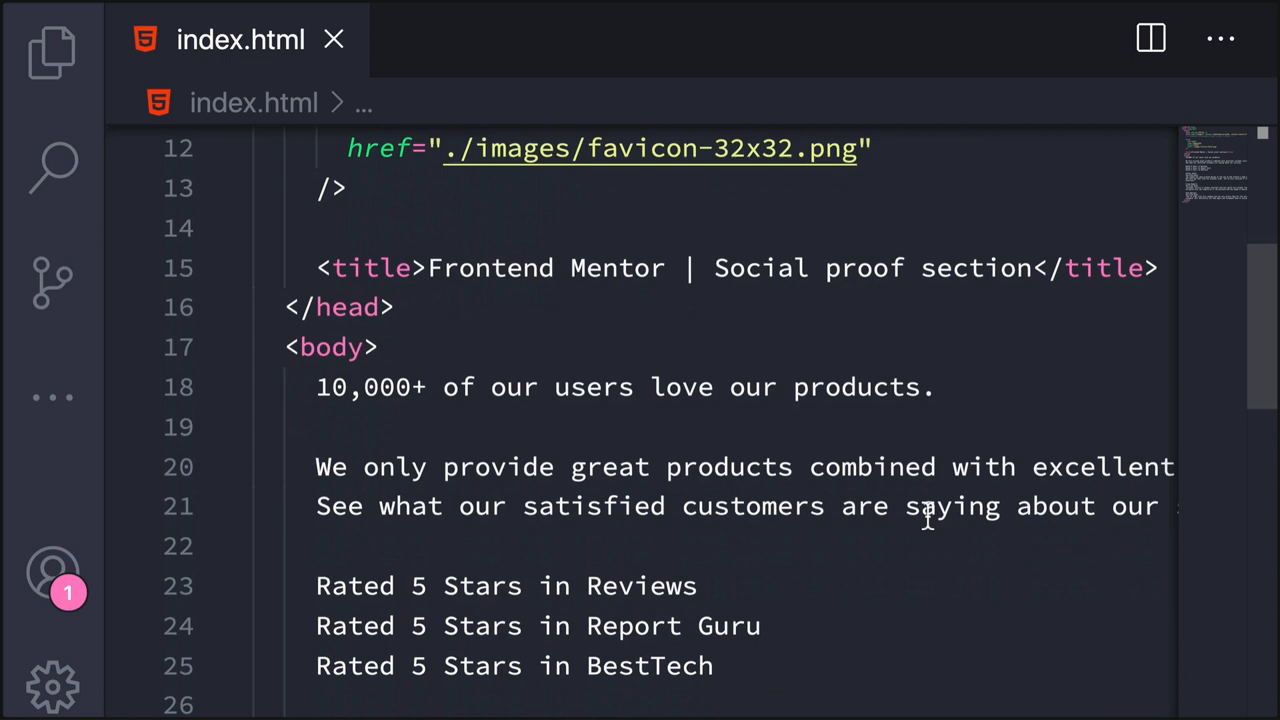 index.html
index.html > ...
12 href="./images/favicon-32x32.png"
13 />
14
15 <title>Frontend Mentor | Social proof section</title>
16 </head>
17 <body>
18 10,000+ of our users love our products.
19
20 We only provide great products combined with excellent
21 See what our satisfied customers are saying about our
22
23 Rated 5 Stars in Reviews
24 Rated 5 Stars in Report Guru
25 Rated 5 Stars in BestTech
26
1